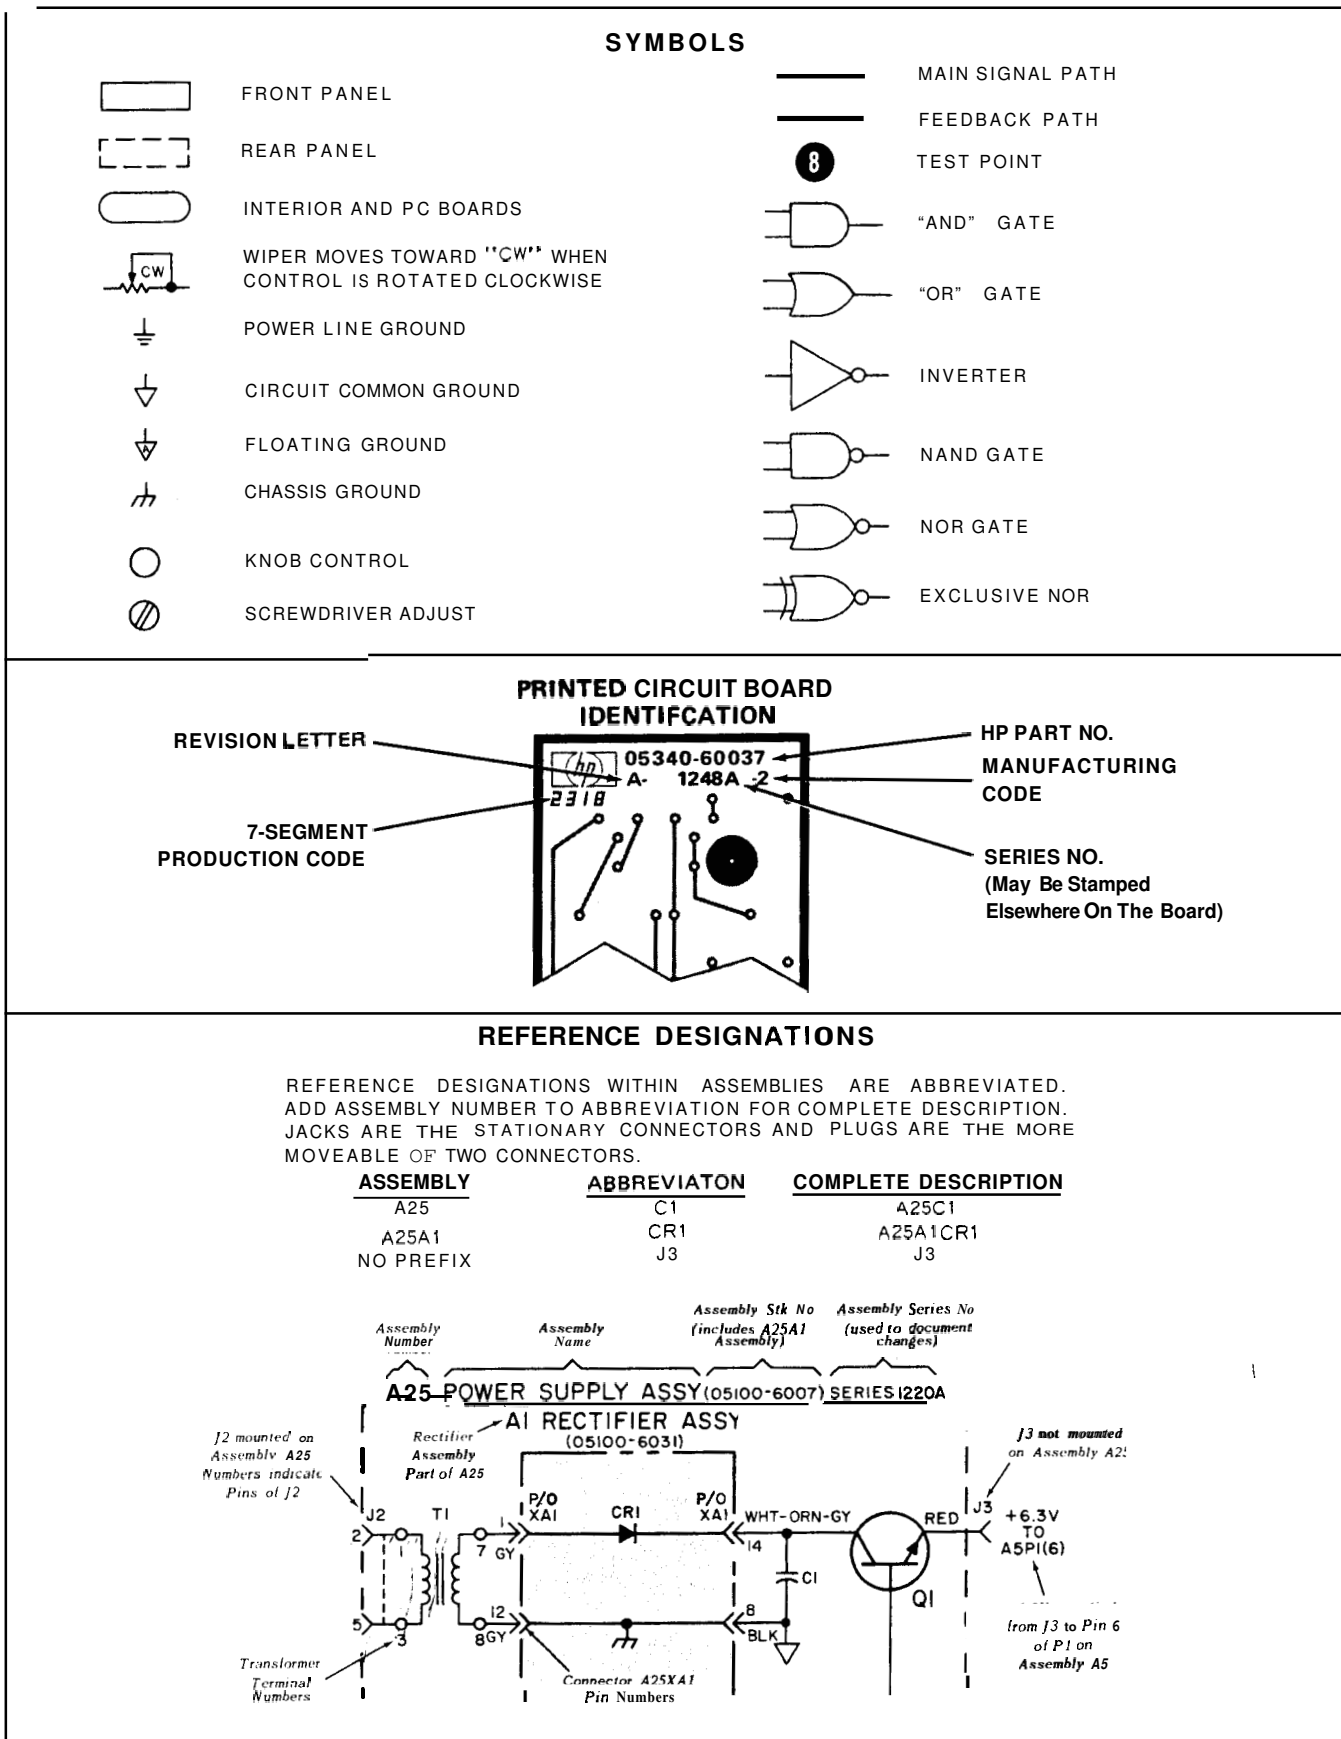 SYMBOLS
FRONT PANEL
REAR PANEL
INTERIOR AND PC BOARDS
CW
WIPER MOVES TOWARD "CW" WHEN
CONTROL IS ROTATED CLOCKWISE
POWER LINE GROUND
CIRCUIT COMMON GROUND
A
FLOATING GROUND
CHASSIS GROUND
KNOB CONTROL
SCREWDRIVER ADJUST
MAIN SIGNAL PATH
FEEDBACK PATH
8
TEST POINT
“AND” GATE
“OR” GATE
INVERTER
NAND GATE
NOR GATE
EXCLUSIVE NOR
PRINTED CIRCUIT BOARD
IDENTIFCATION
REVISION LETTER
7-SEGMENT
PRODUCTION CODE
hp
05340-60037
A- 1248A -2
2318
HP PART NO.
MANUFACTURING
CODE
SERIES NO.
(May Be Stamped
Elsewhere On The Board)
REFERENCE DESIGNATIONS
REFERENCE DESIGNATIONS WITHIN ASSEMBLIES ARE ABBREVIATED.
ADD ASSEMBLY NUMBER TO ABBREVIATION FOR COMPLETE DESCRIPTION.
JACKS ARE THE STATIONARY CONNECTORS AND PLUGS ARE THE MORE
MOVEABLE OF TWO CONNECTORS.
ASSEMBLY ABBREVIATON COMPLETE DESCRIPTION
A25 C1 A25C1
A25A1 CR1 A25A1CR1
NO PREFIX J3 J3
Assembly
Number
Assembly
Name
Assembly Stk No
(includes A25A1
Assembly)
Assembly Series No
(used to document
changes)
A25 POWER SUPPLY ASSY (05100-6007) SERIES 1220A
A1 RECTIFIER ASSY
(05100-6031)
Rectifier
Assembly
Part of A25
J2 mounted on
Assembly A25
Numbers indicate
Pins of J2
J3 not mounted
on Assembly A25
J2
T1
2
1
5
3
7
8
1
GY
12
GY
P/O
XA1
CR1
P/O
XA1
WHT-ORN-GY
14
8
BLK
C1
Q1
RED
J3
+6.3V
TO
A5P1(6)
from J3 to Pin 6
of P1 on
Assembly A5
Transformer
Terminal
Numbers
Connector A25XA1
Pin Numbers